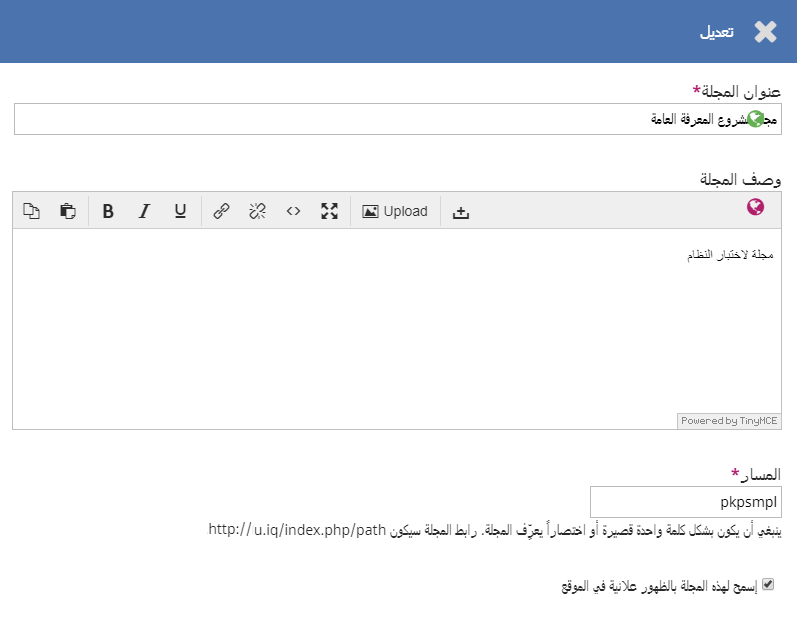 تعديل
عنوان المجلة*
مجلة مشروع المعرفة العامة
وصف المجلة
B I U <> Upload
مجلة لاختبار النظام
Powered by TinyMCE
المسار*
pkpsmpl
ينبغي أن يكون بشكل كلمة واحدة قصيرة أو اختصاراً يعرّف المجلة. رابط المجلة سيكون http://u.iq/index.php/path
إسمح لهذه المجلة بالظهور علانية في الموقع